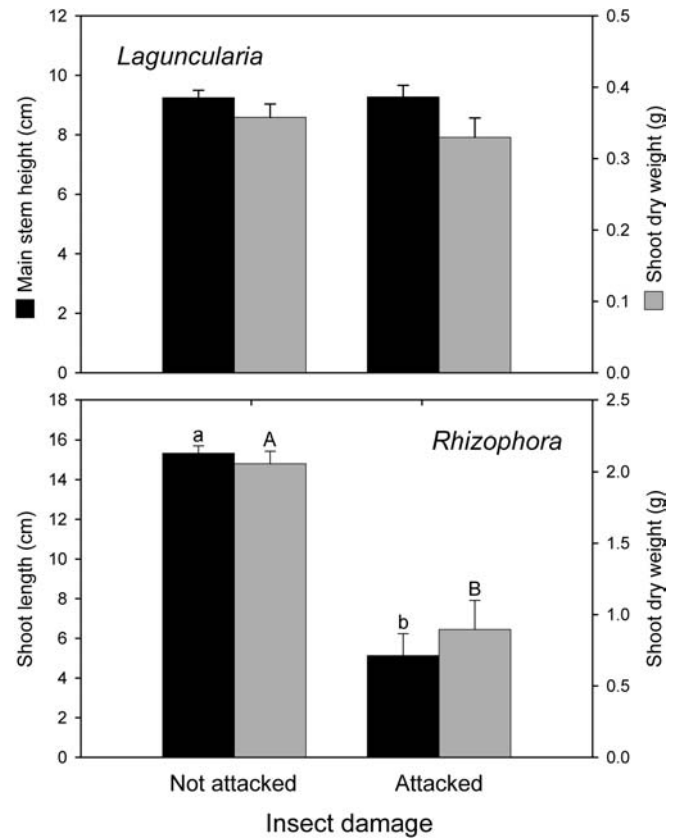 Laguncularia
12
10
8
6
4
2
0
Main stem height (cm)
0.5
0.4
0.3
0.2
0.1
0.0
Shoot dry weight (g)
Rhizophora
18
16
14
12
10
8
6
4
2
0
Shoot length (cm)
a
A
b
B
2.5
2.0
1.5
1.0
0.5
0.0
Shoot dry weight (g)
Not attacked
Attacked
Insect damage